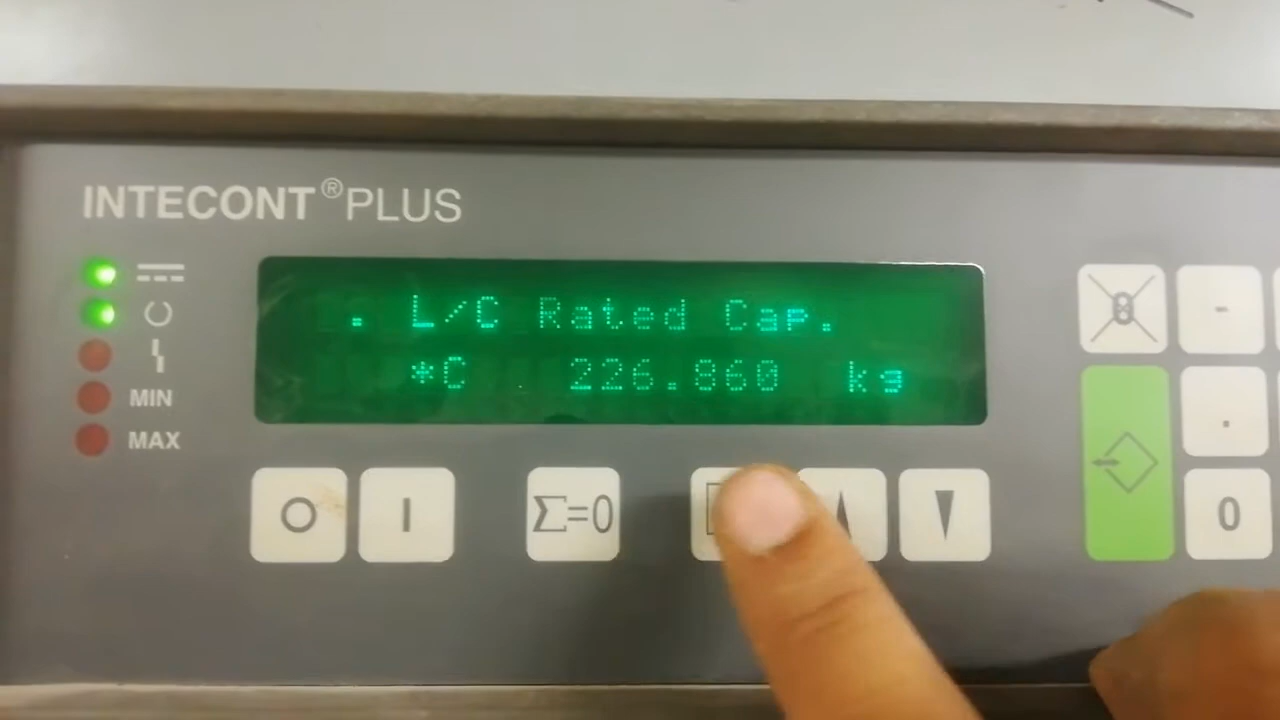 INTECONT® PLUS
. L/C Rated Cap.
*C 226.860 kg
MIN
MAX
O I Σ=0
-
.
0